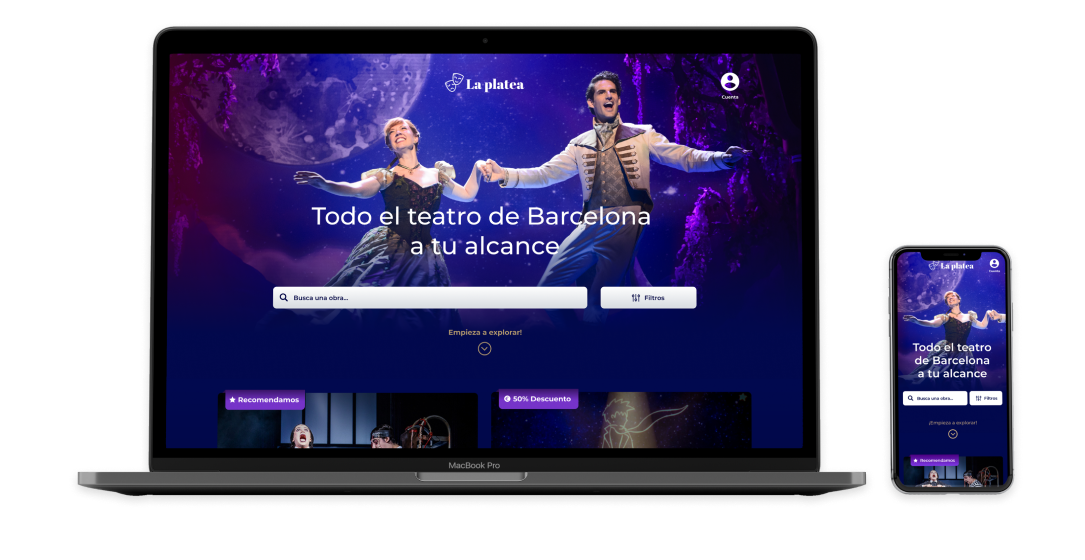 La platea
Cuenta
Todo el teatro de Barcelona
a tu alcance
Busca una obra...
Filtros
Empieza a explorar!
Recomendamos
50% Descuento
MacBook Pro
La platea
Cuenta
Todo el teatro
de Barcelona
a tu alcance
Busca una obra...
Filtros
¡Empieza a explorar!
Recomendamos